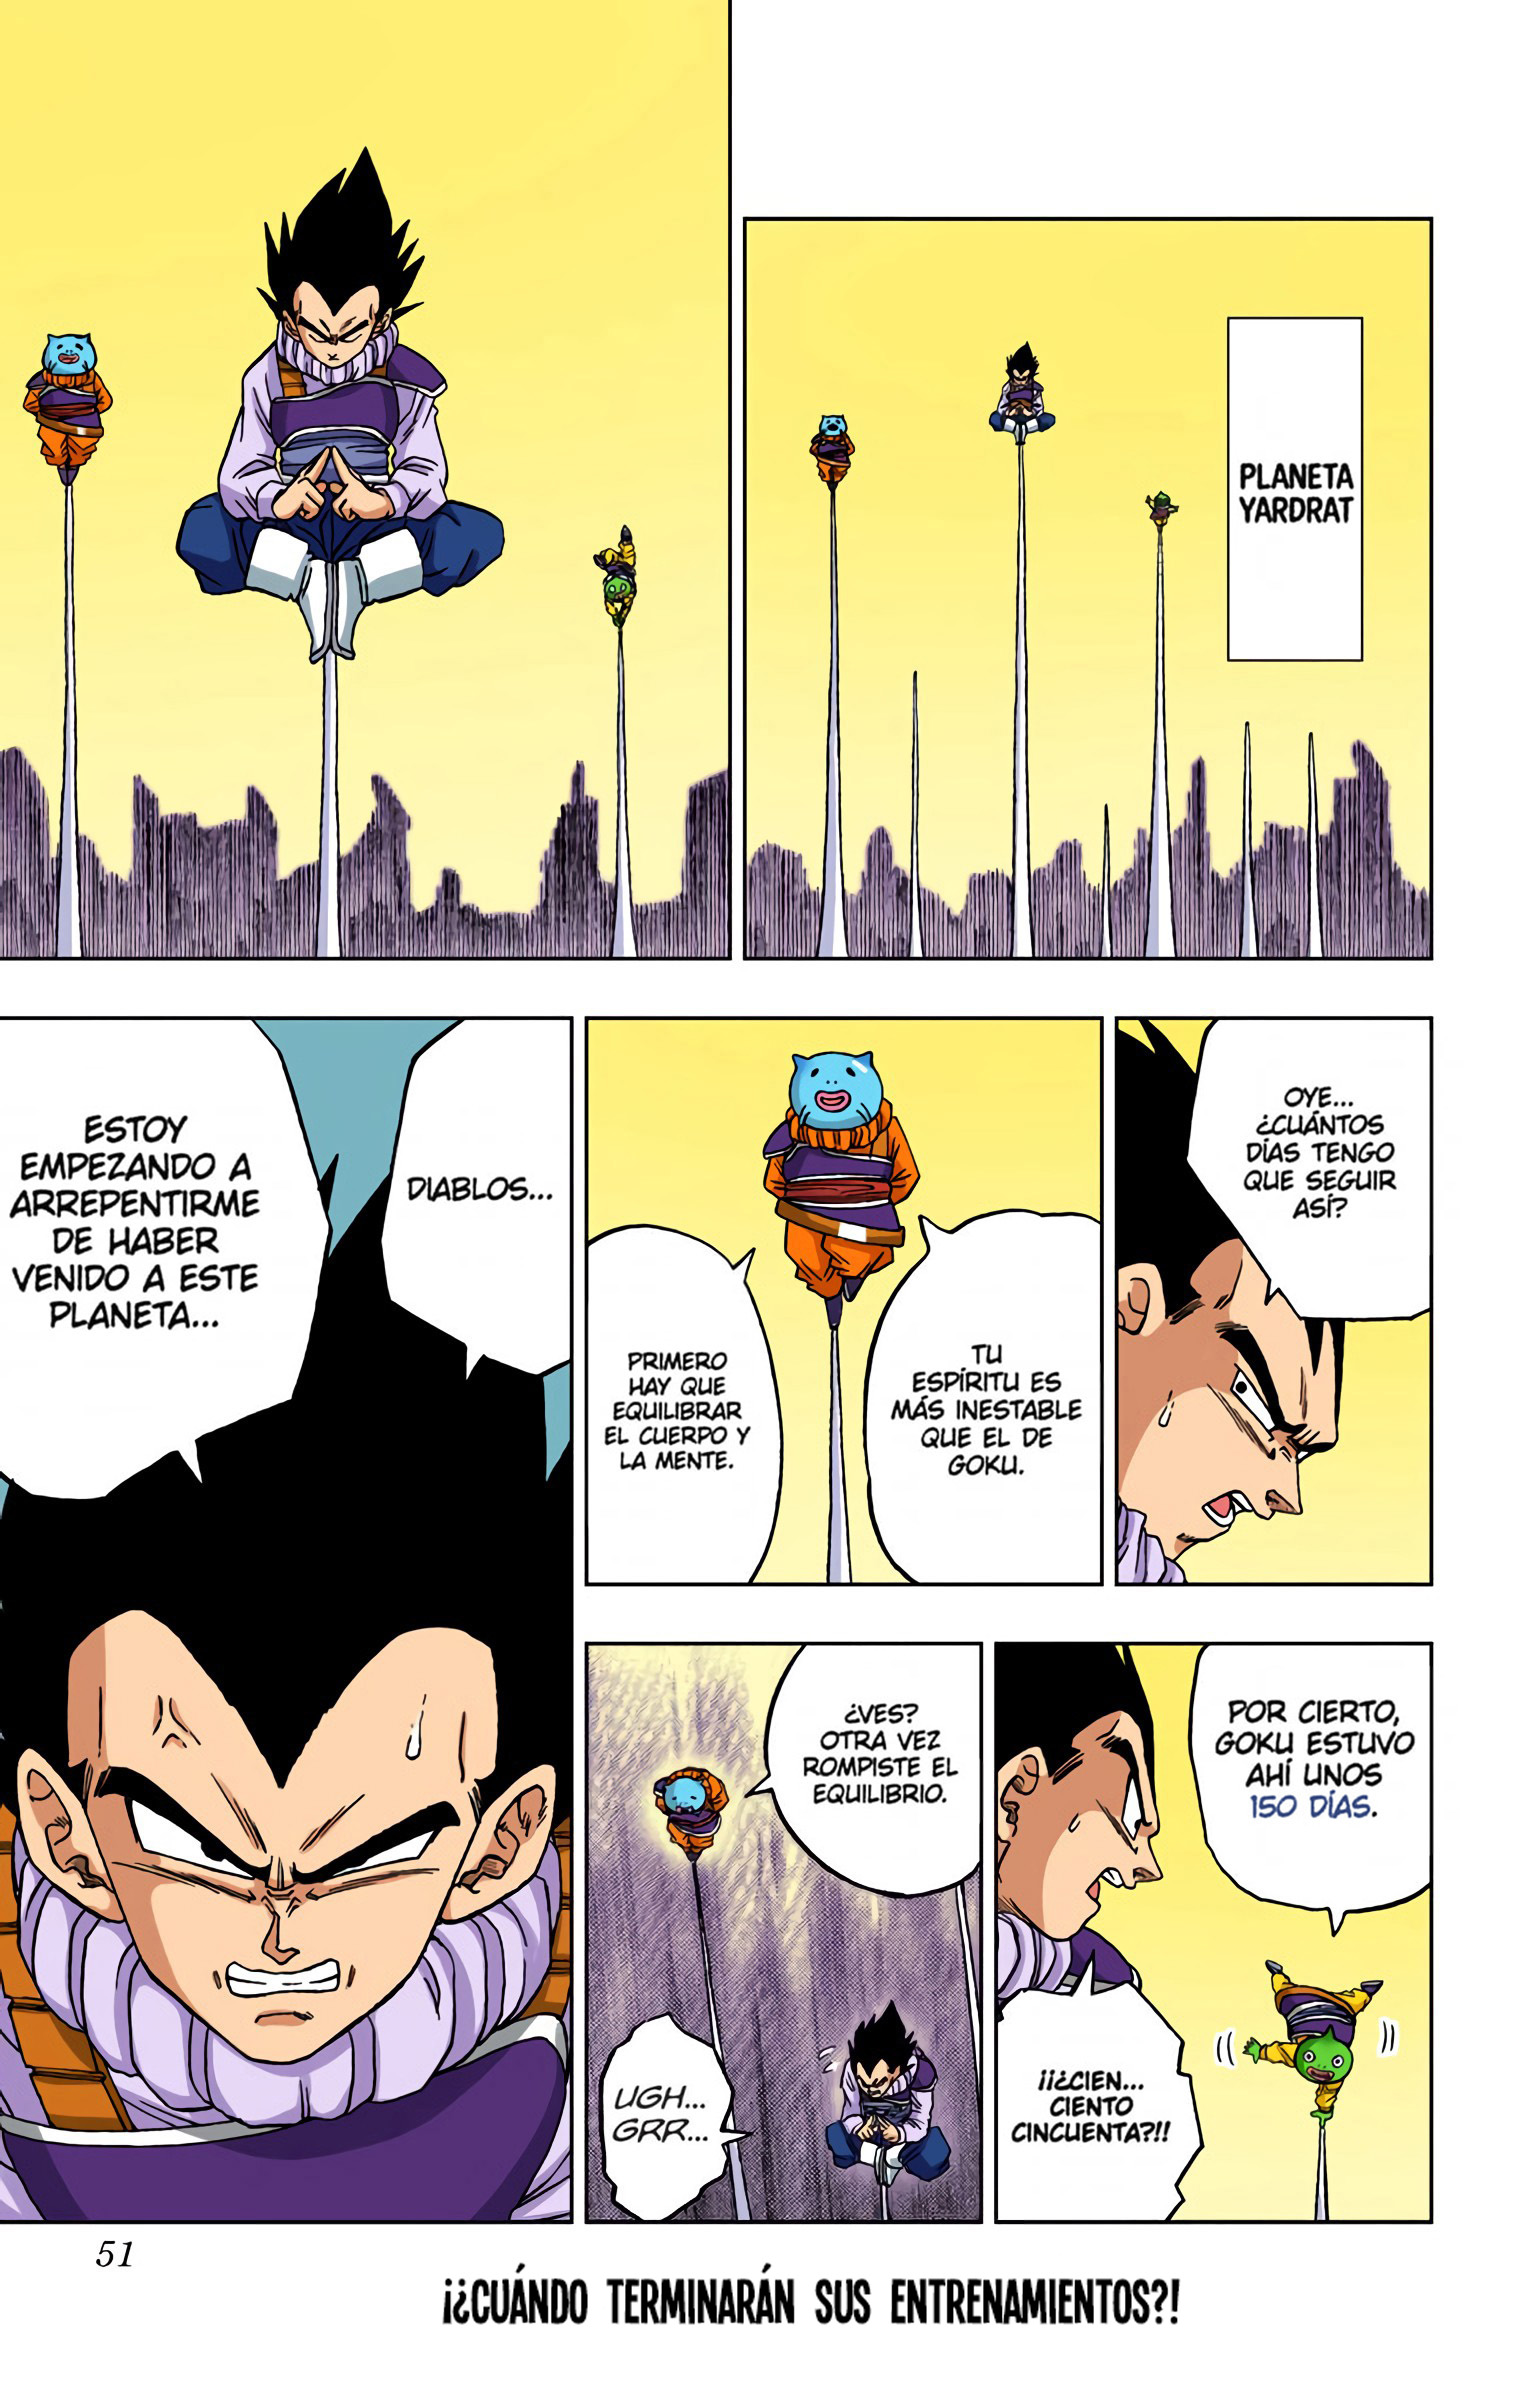 PLANETA
YARDRAT
OYE...
¿CUÁNTOS
DÍAS TENGO
QUE SEGUIR
ASÍ?
TU
ESPÍRITU ES
MÁS INESTABLE
QUE EL DE
GOKU.
PRIMERO
HAY QUE
EQUILIBRAR
EL CUERPO Y
LA MENTE.
POR CIERTO,
GOKU ESTUVO
AHÍ UNOS
150 DÍAS.
¡¡¿CIEN...
CIENTO
CINCUENTA?!!
¿VES?
OTRA VEZ
ROMPISTE EL
EQUILIBRIO.
UGH...
GRR...
DIABLOS...
ESTOY
EMPEZANDO A
ARREPENTIRME
DE HABER
VENIDO A ESTE
PLANETA...
51
¡¿CUÁNDO TERMINARÁN SUS ENTRENAMIENTOS?!